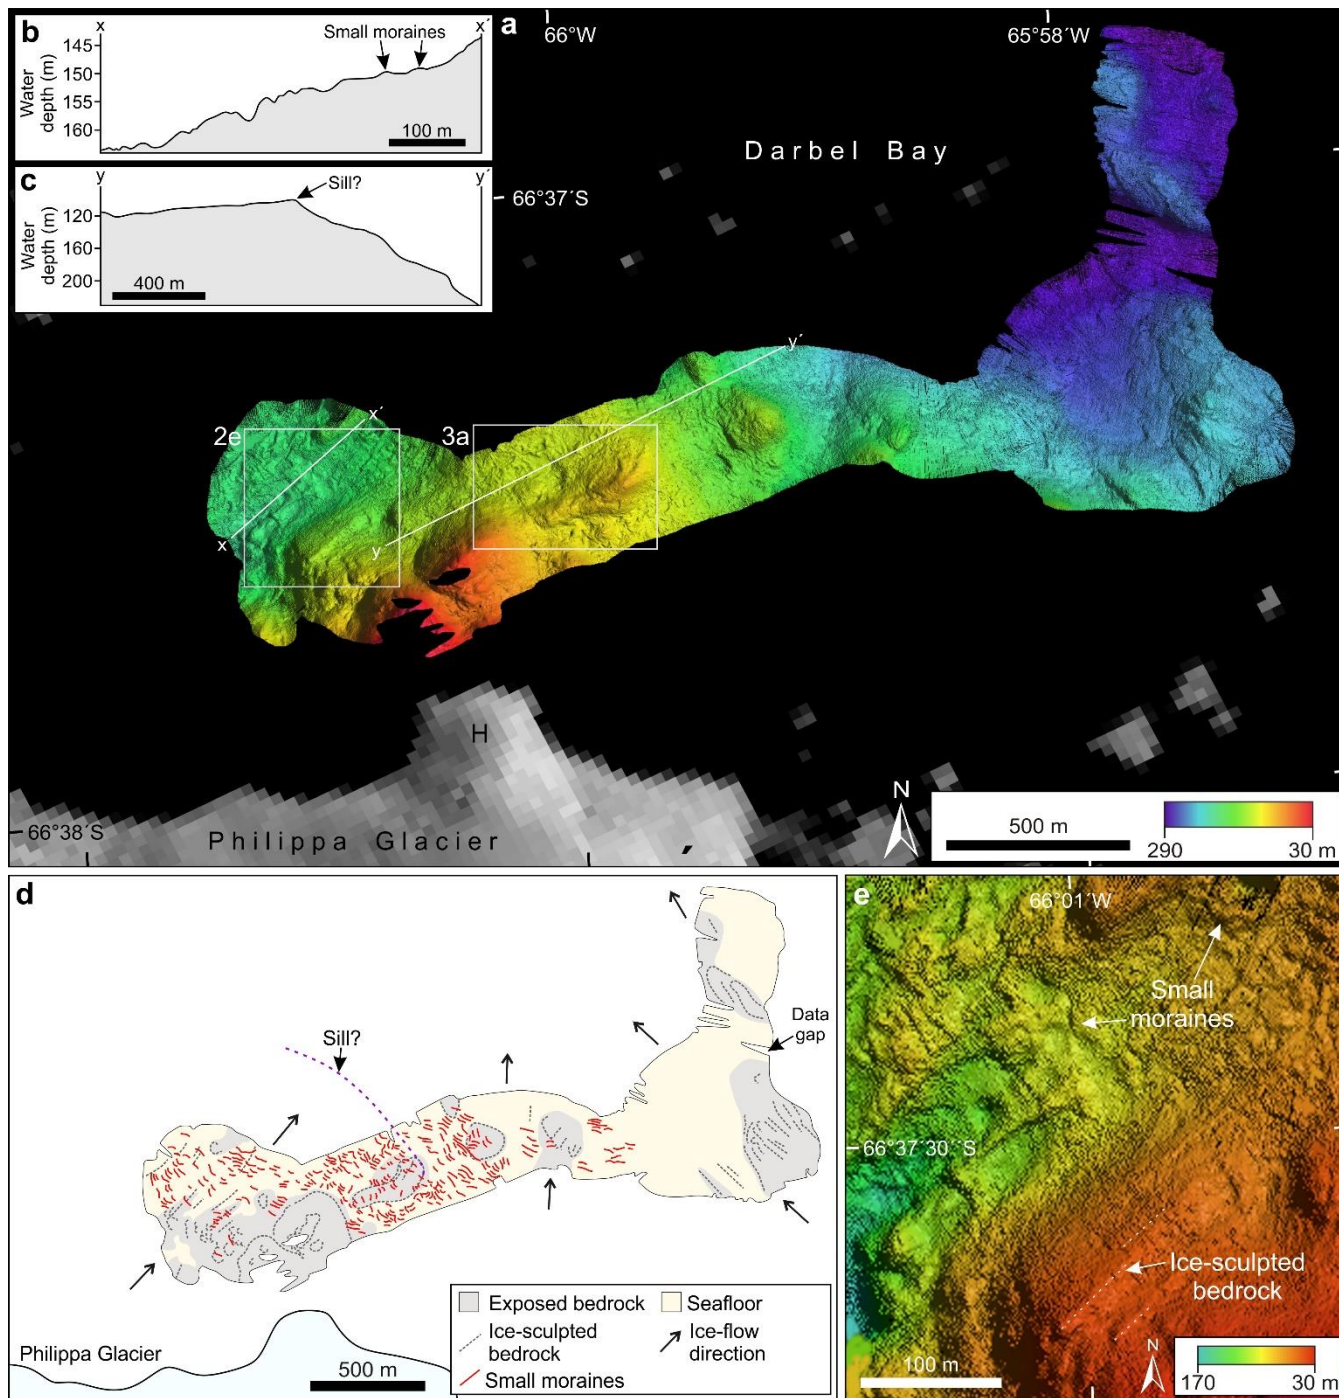 b
x
x´
Small moraines
145
150
155
160
Water
depth (m)
100 m
c
y
y´
Sill?
120
160
200
Water
depth (m)
400 m
a
66°W
65°58´W
Darbel Bay
66°37´S
2e
x´
x
3a
y´
y
H
66°38´S
Philippa Glacier
N
500 m
290
30 m
d
Sill?
Data
gap
Philippa Glacier
500 m
Exposed bedrock
Seafloor
Ice-sculpted
bedrock
Ice-flow
direction
Small moraines
e
66°01´W
Small
moraines
66°37´30´´S
Ice-sculpted
bedrock
100 m
N
170
30 m